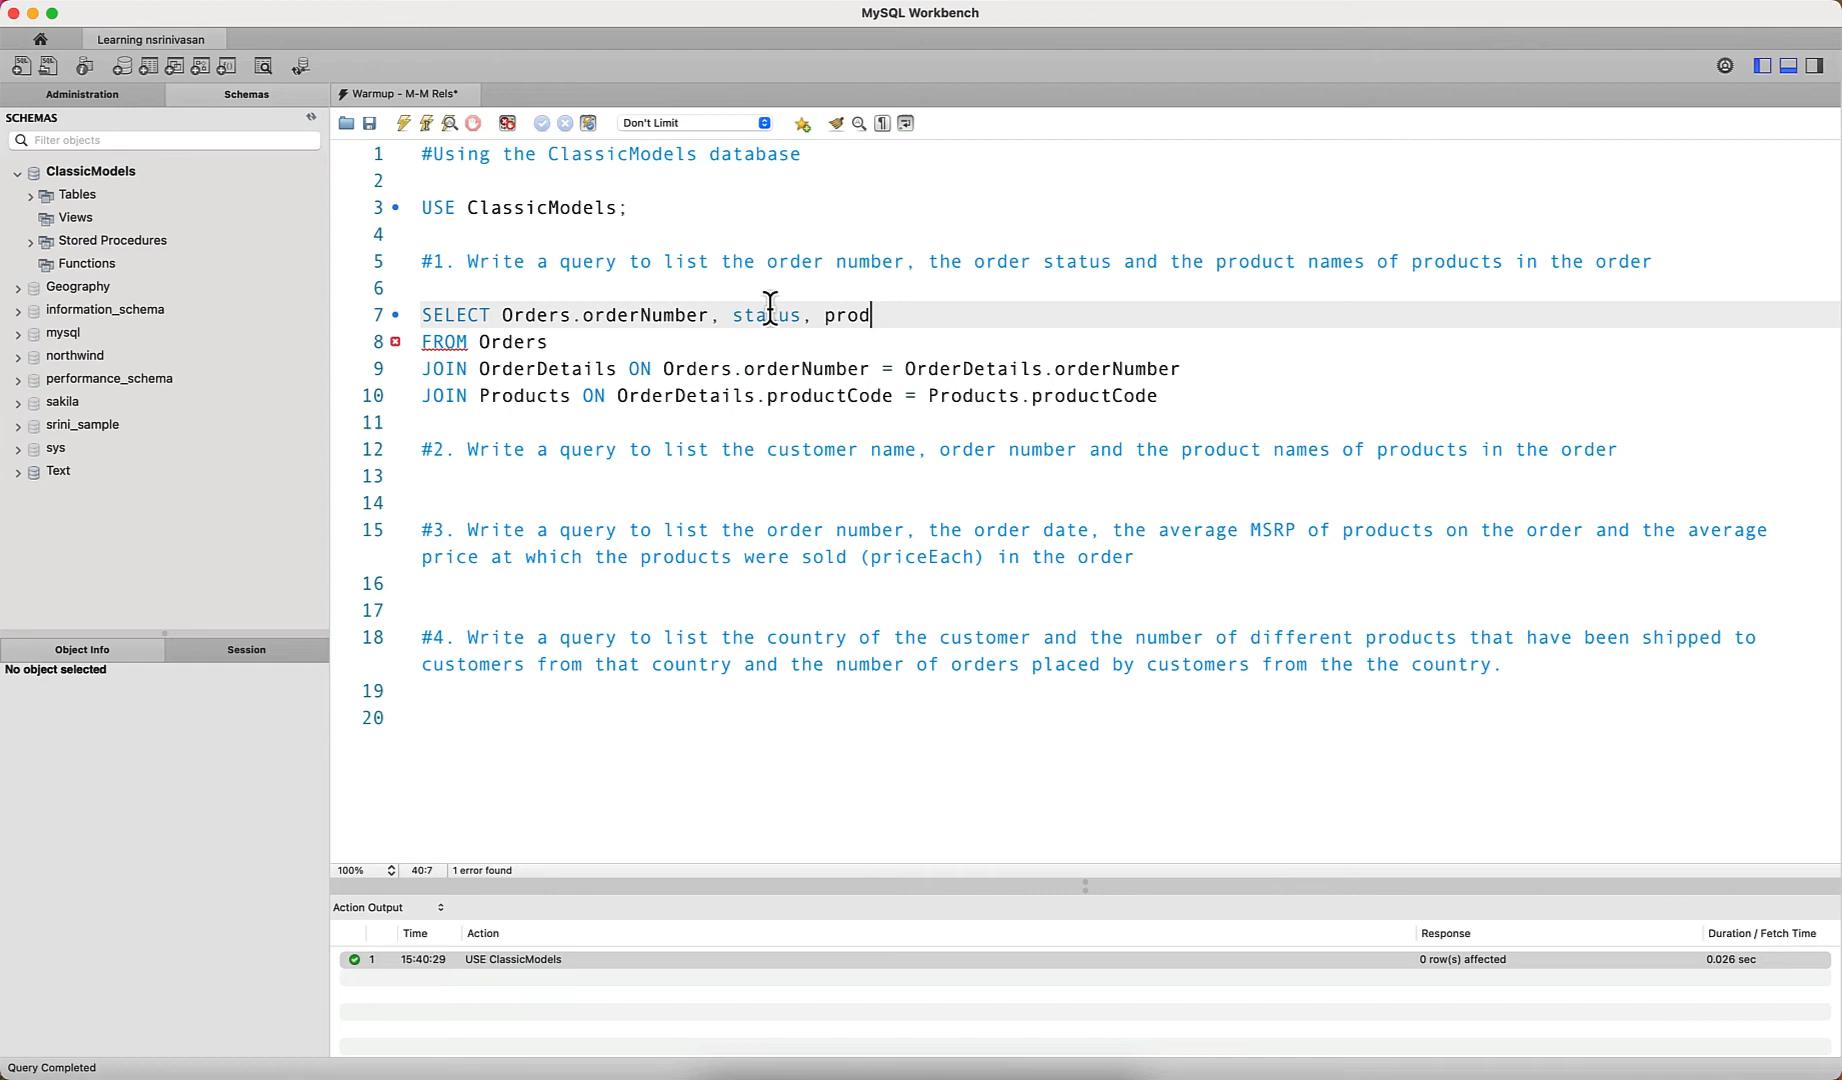 MySQL Workbench
Learning nsrinivasan
Administration
Schemas
Warmup - M-M Rels*
SCHEMAS
Filter objects
Don't Limit
ClassicModels
Tables
Views
Stored Procedures
Functions
Geography
information_schema
mysql
northwind
performance_schema
sakila
srini_sample
sys
Text
1 #Using the ClassicModels database
2
3 USE ClassicModels;
4
5 #1. Write a query to list the order number, the order status and the product names of products in the order
6
7 SELECT Orders.orderNumber, status, prod
8 FROM Orders
9 JOIN OrderDetails ON Orders.orderNumber = OrderDetails.orderNumber
10 JOIN Products ON OrderDetails.productCode = Products.productCode
11
12 #2. Write a query to list the customer name, order number and the product names of products in the order
13
14
15 #3. Write a query to list the order number, the order date, the average MSRP of products on the order and the average
price at which the products were sold (priceEach) in the order
16
17
18 #4. Write a query to list the country of the customer and the number of different products that have been shipped to
customers from that country and the number of orders placed by customers from the the country.
19
20
Object Info
Session
No object selected
100% 40:7 1 error found
Action Output
Time Action Response Duration / Fetch Time
1 15:40:29 USE ClassicModels 0 row(s) affected 0.026 sec
Query Completed